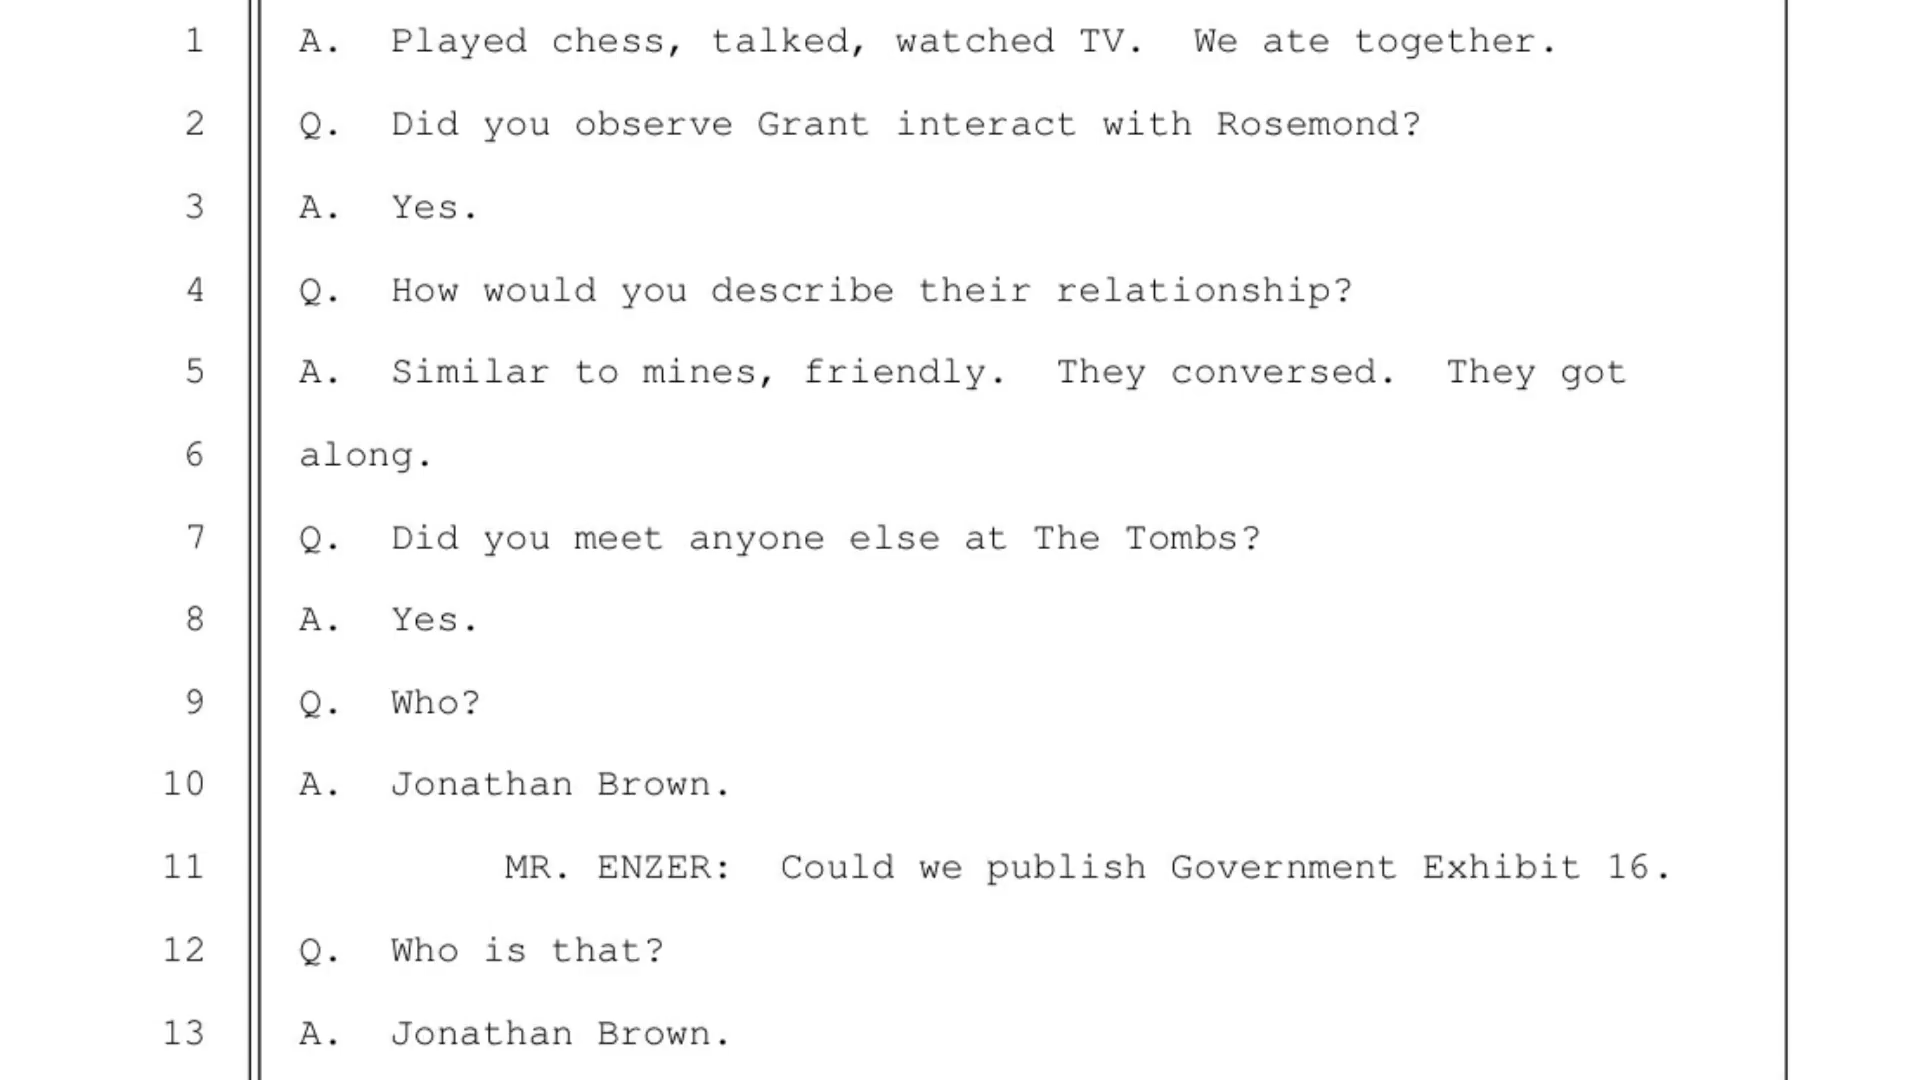 1 A. Played chess, talked, watched TV. We ate together.
2 Q. Did you observe Grant interact with Rosemond?
3 A. Yes.
4 Q. How would you describe their relationship?
5 A. Similar to mines, friendly. They conversed. They got
6 along.
7 Q. Did you meet anyone else at The Tombs?
8 A. Yes.
9 Q. Who?
10 A. Jonathan Brown.
11 MR. ENZER: Could we publish Government Exhibit 16.
12 Q. Who is that?
13 A. Jonathan Brown.